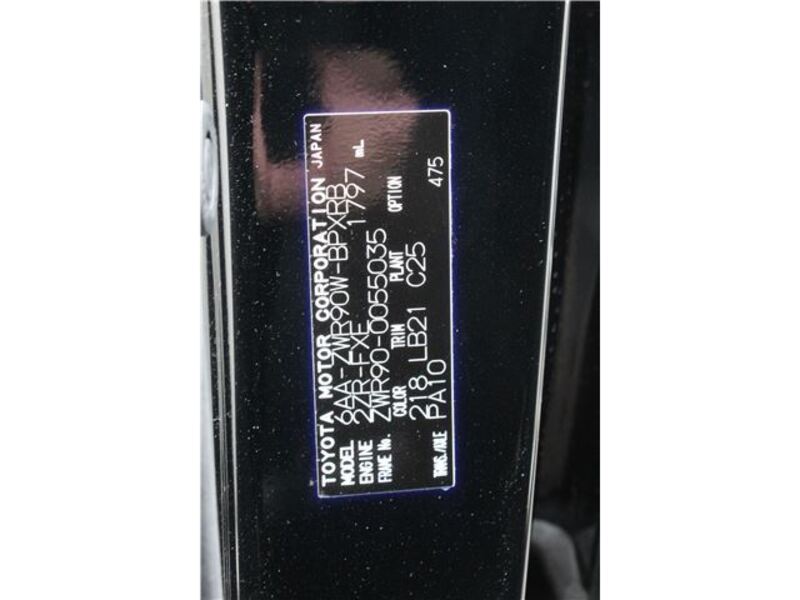 TOYOTA MOTOR CORPORATION JAPAN
MODEL 6AA-ZWR90W-BPXRB
ENGINE 2ZR-FXE 1797 mL
FRAME No. ZWR90-0055035
COLOR TRIM PLANT OPTION
218 LB21 C25 475
TRANS./AXLE PA10